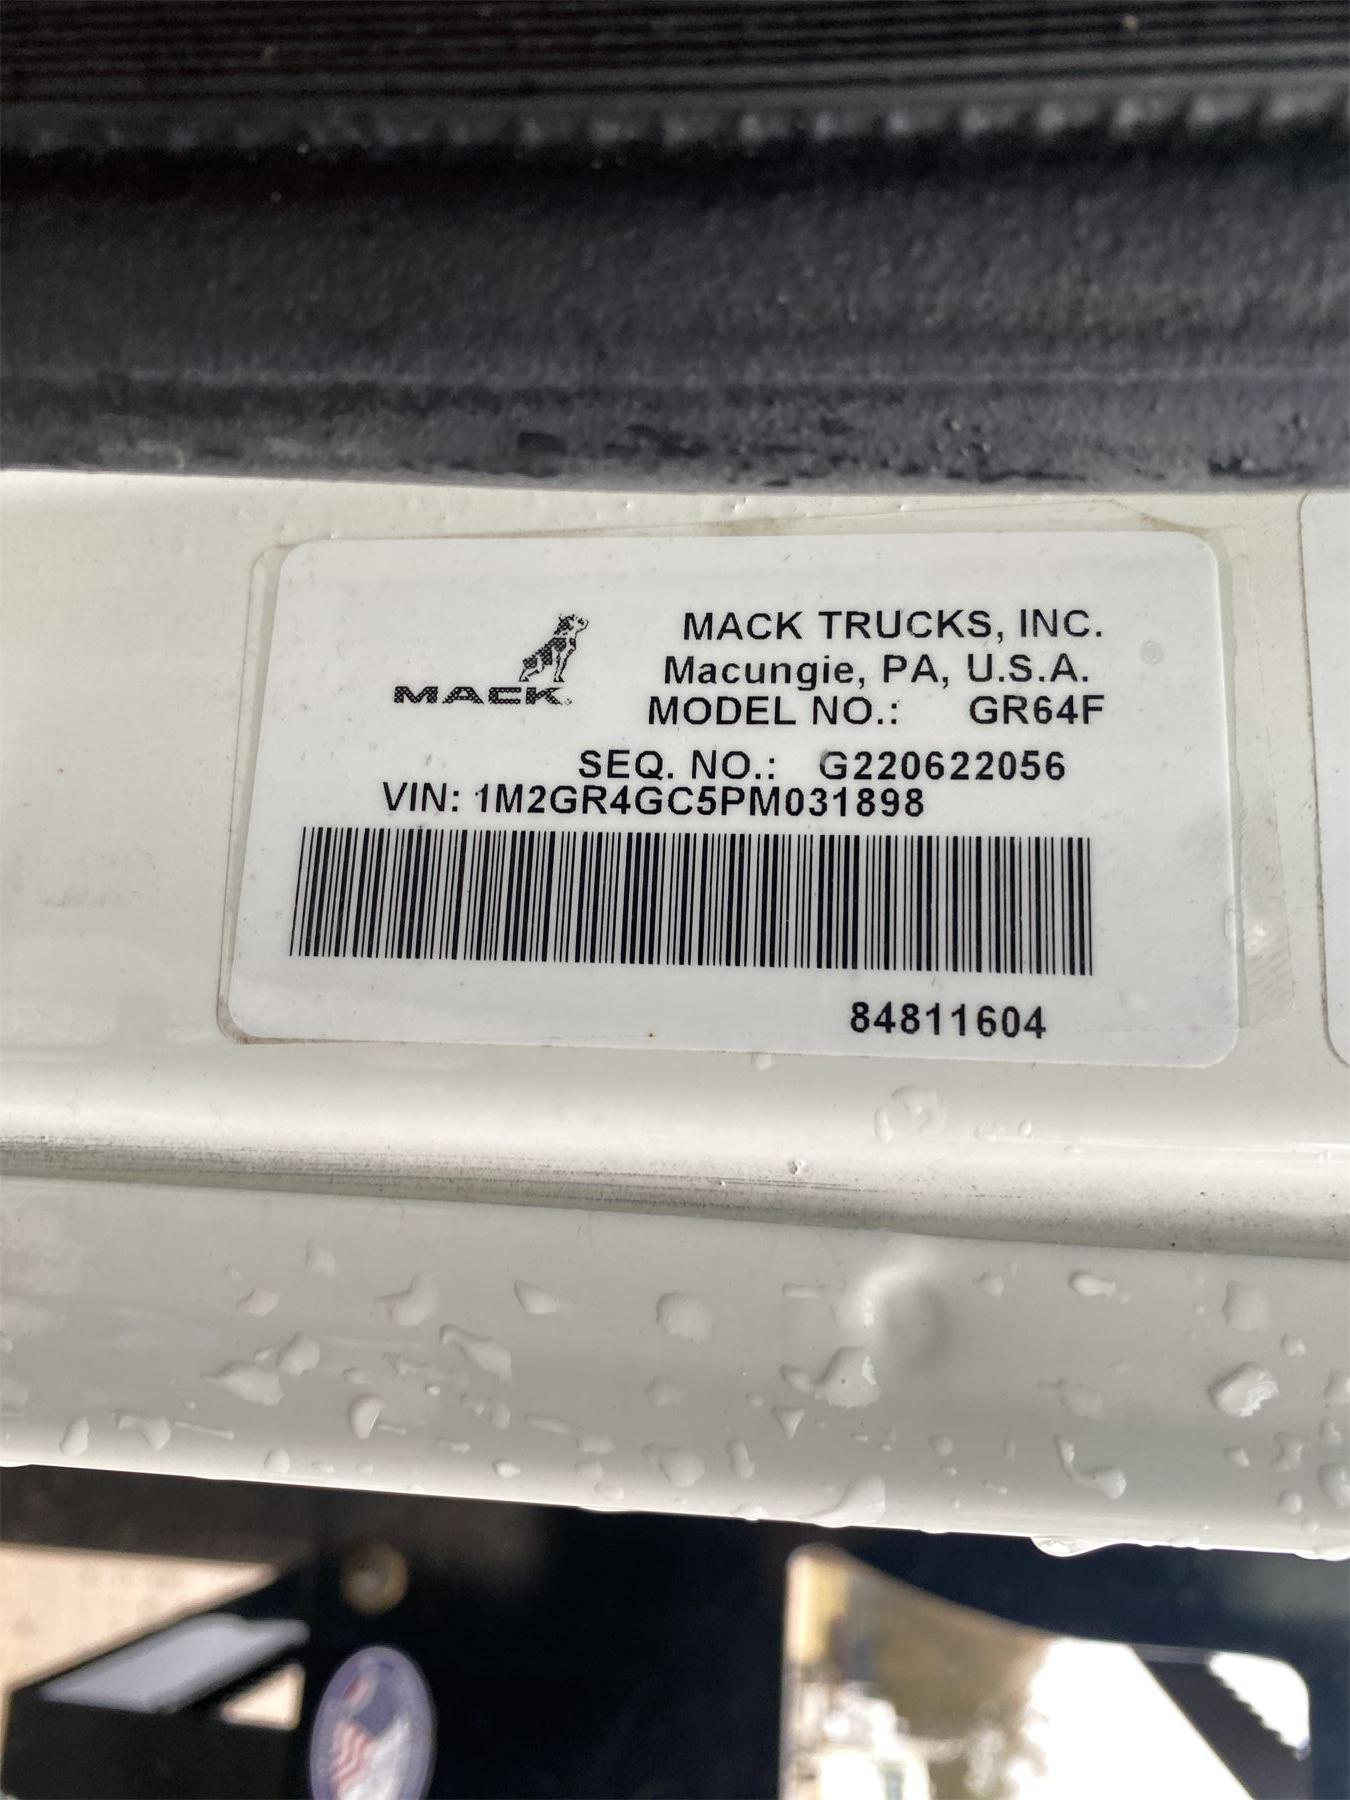 MACK
MACK TRUCKS, INC.
Macungie, PA, U.S.A.
MODEL NO.: GR64F
SEQ. NO.: G220622056
VIN: 1M2GR4GC5PM031898
84811604